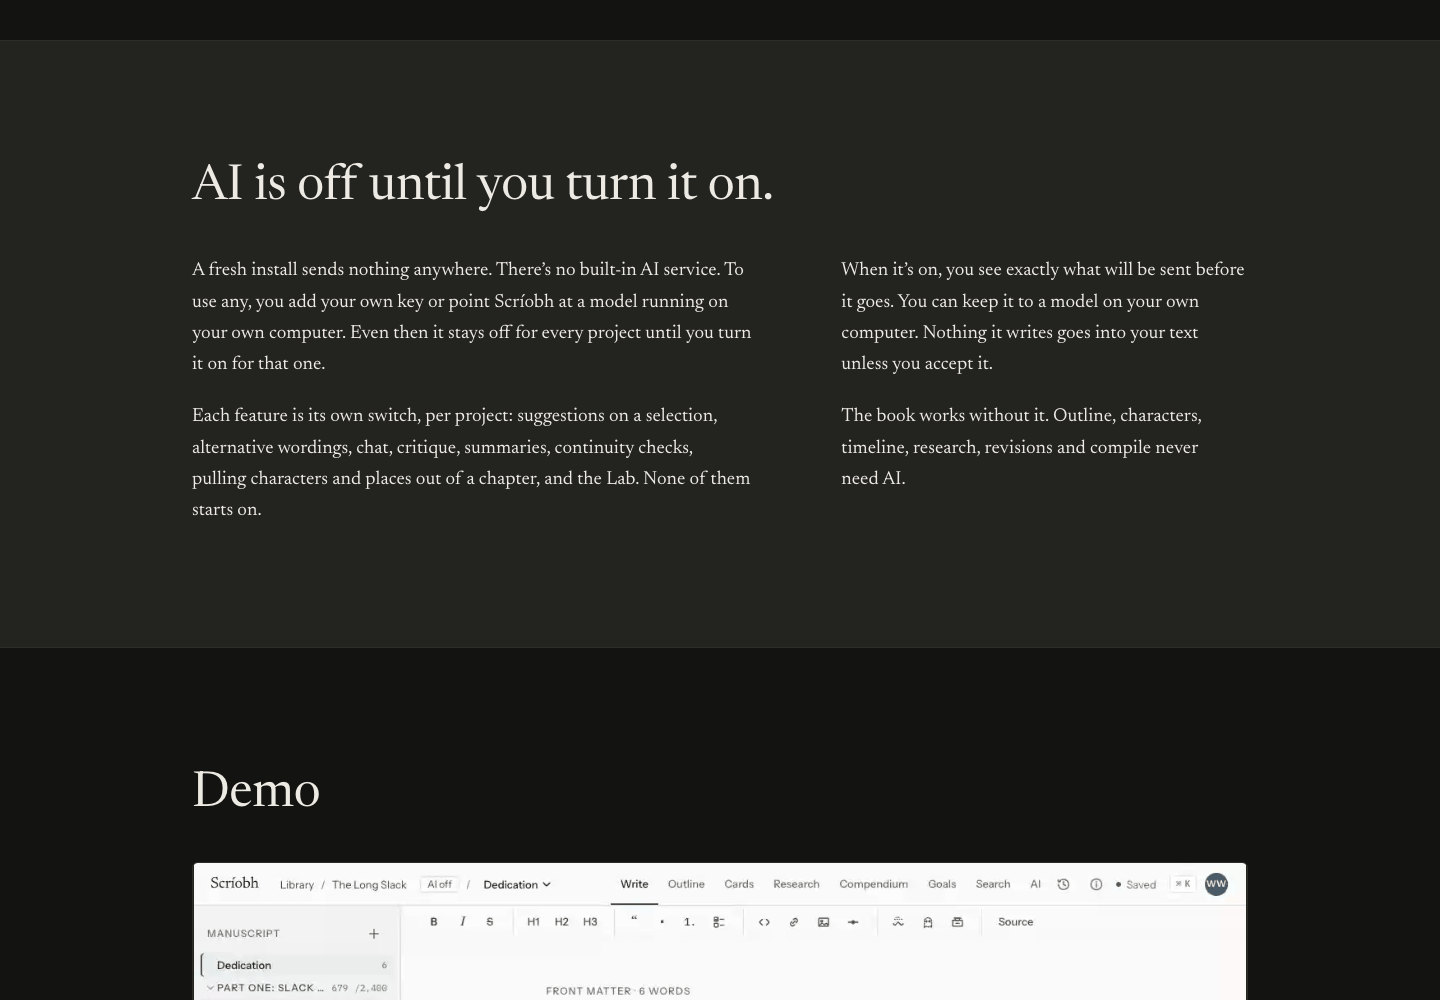 AI is off until you turn it on.
A fresh install sends nothing anywhere. There’s no built-in AI service. To
use any, you add your own key or point Scríobh at a model running on
your own computer. Even then it stays off for every project until you turn
it on for that one.
Each feature is its own switch, per project: suggestions on a selection,
alternative wordings, chat, critique, summaries, continuity checks,
pulling characters and places out of a chapter, and the Lab. None of them
starts on.
When it’s on, you see exactly what will be sent before
it goes. You can keep it to a model on your own
computer. Nothing it writes goes into your text
unless you accept it.
The book works without it. Outline, characters,
timeline, research, revisions and compile never
need AI.
Demo
Scríobh Library / The Long Slack AI off / Dedication Write Outline Cards Research Compendium Goals Search AI Saved ⌘ K WW
B I S H1 H2 H3 “ • 1. <> Source
MANUSCRIPT +
Dedication 6
PART ONE: SLACK … 679 /2,400
FRONT MATTER · 6 WORDS